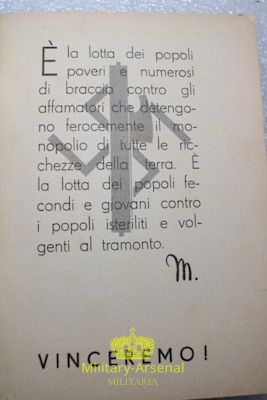 È la lotta dei popoli
poveri e numerosi
di braccia contro gli
affamatori che detengo-
no ferocemente il mo-
nopolio di tutte le ric-
chezze della terra. È
la lotta dei popoli fe-
condi e giovani contro
i popoli isteriliti e vol-
genti al tramonto.
M.
Military-Arsenal
MILITARIA
VINCEREMO!